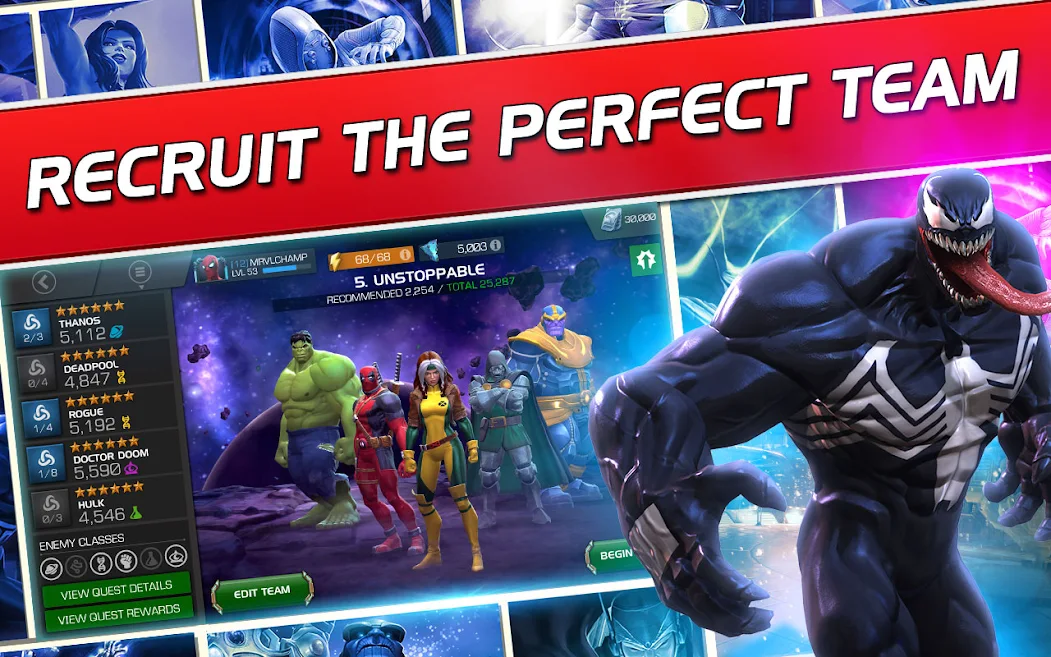 RECRUIT THE PERFECT TEAM
[12] MRVLCHAMP
LVL 53
68/68
5,003
30,000
5. UNSTOPPABLE
RECOMMENDED 2,254 / TOTAL 25,287
2/3
THANOS
5,112
0/4
DEADPOOL
4,847
1/4
ROGUE
5,192
1/8
DOCTOR DOOM
5,590
0/3
HULK
4,546
ENEMY CLASSES
VIEW QUEST DETAILS
VIEW QUEST REWARDS
EDIT TEAM
BEGIN